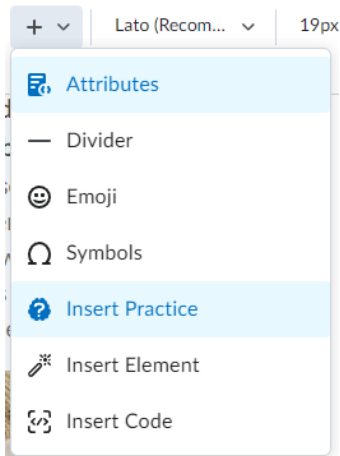 + Lato (Recom... 19px
Attributes
Divider
Emoji
Symbols
Insert Practice
Insert Element
Insert Code